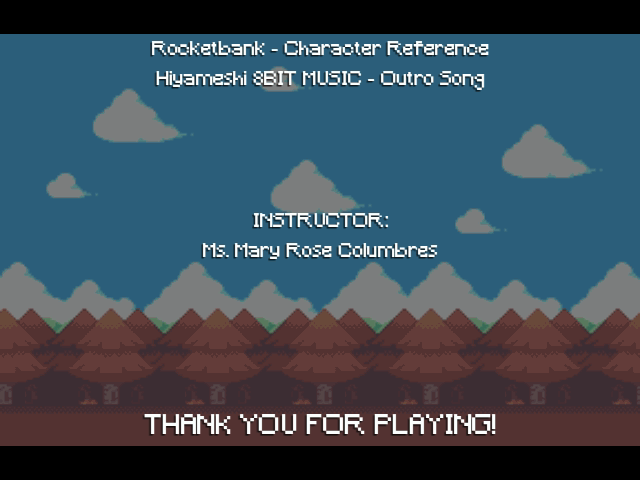 Rocketbank - Character Reference
Hiyameshi 8BIT MUSIC - Outro Song
INSTRUCTOR:
Ms. Mary Rose Columbres
THANK YOU FOR PLAYING!